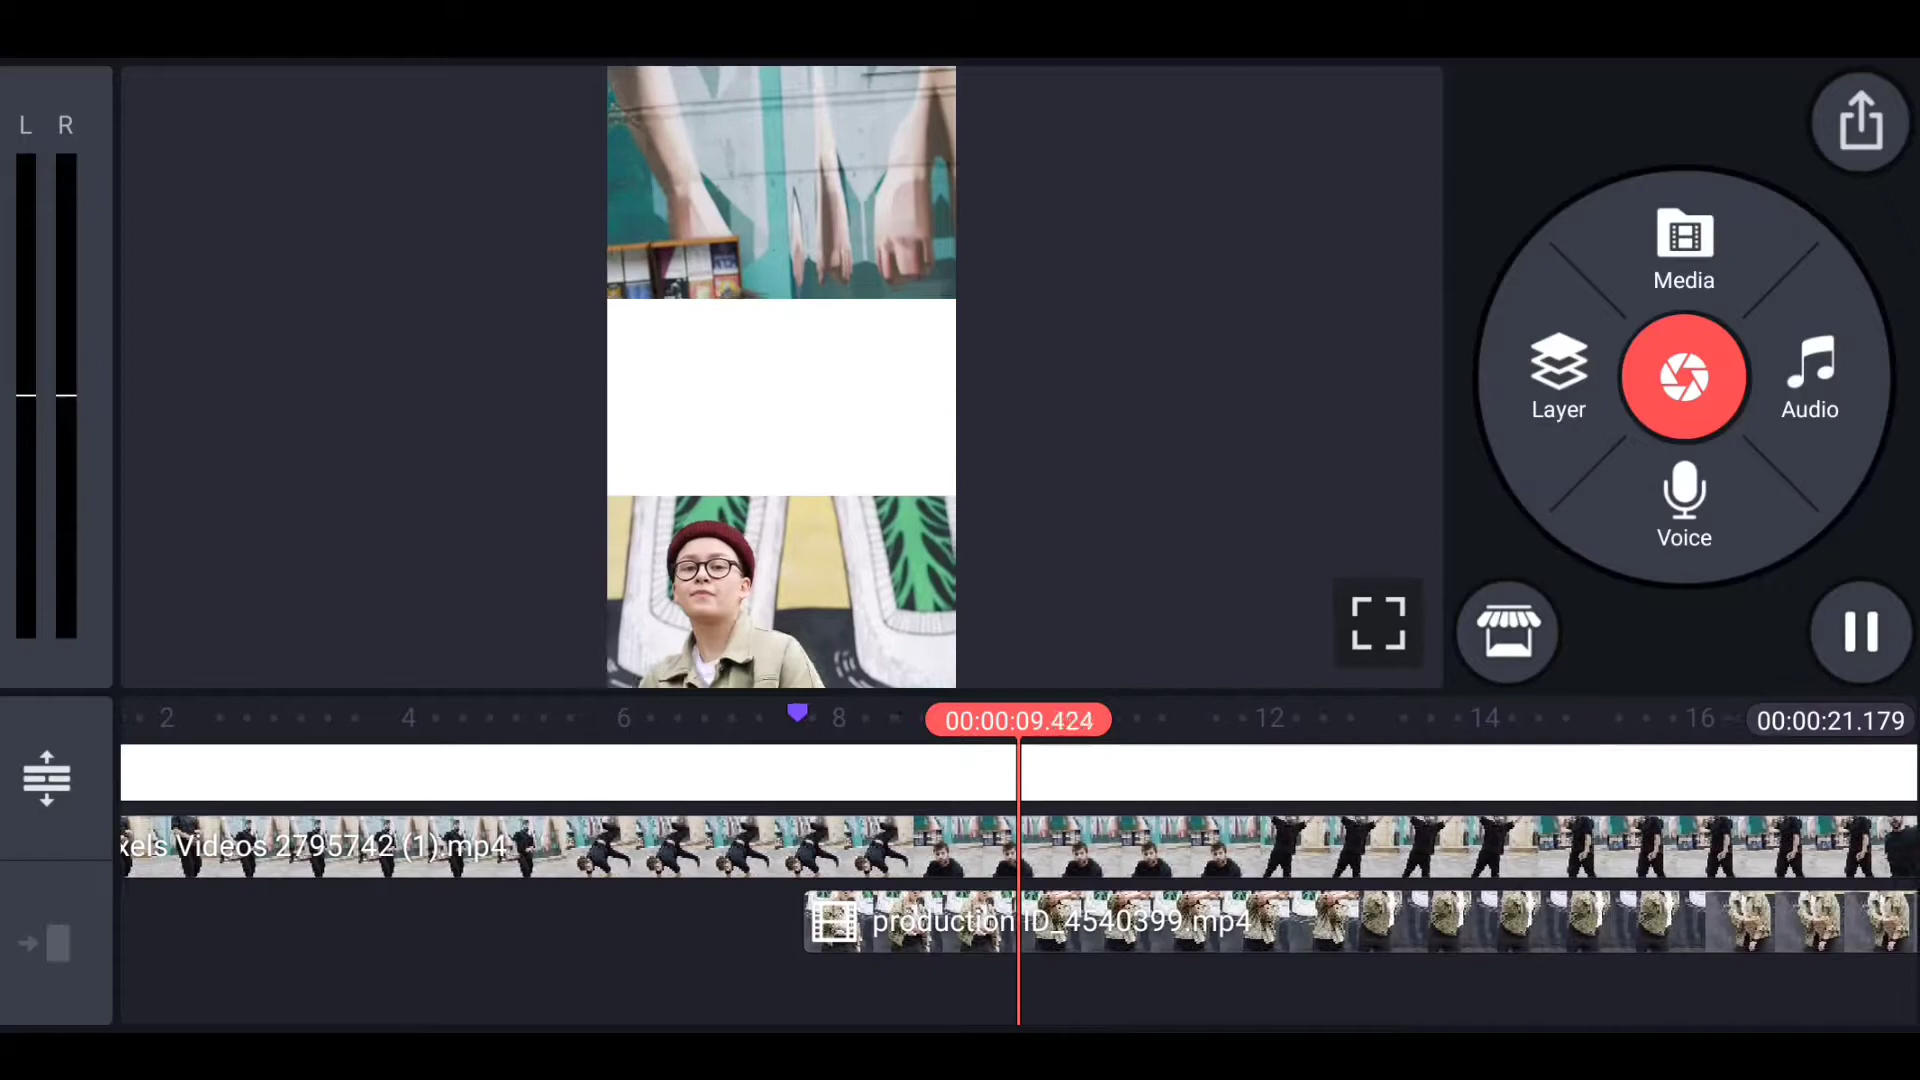 L R
Media
Layer
Audio
Voice
2 4 6 8 00:00:09.424 12 14 16 00:00:21.179
xels Videos 2795742 (1).mp4
production ID_4540399.mp4